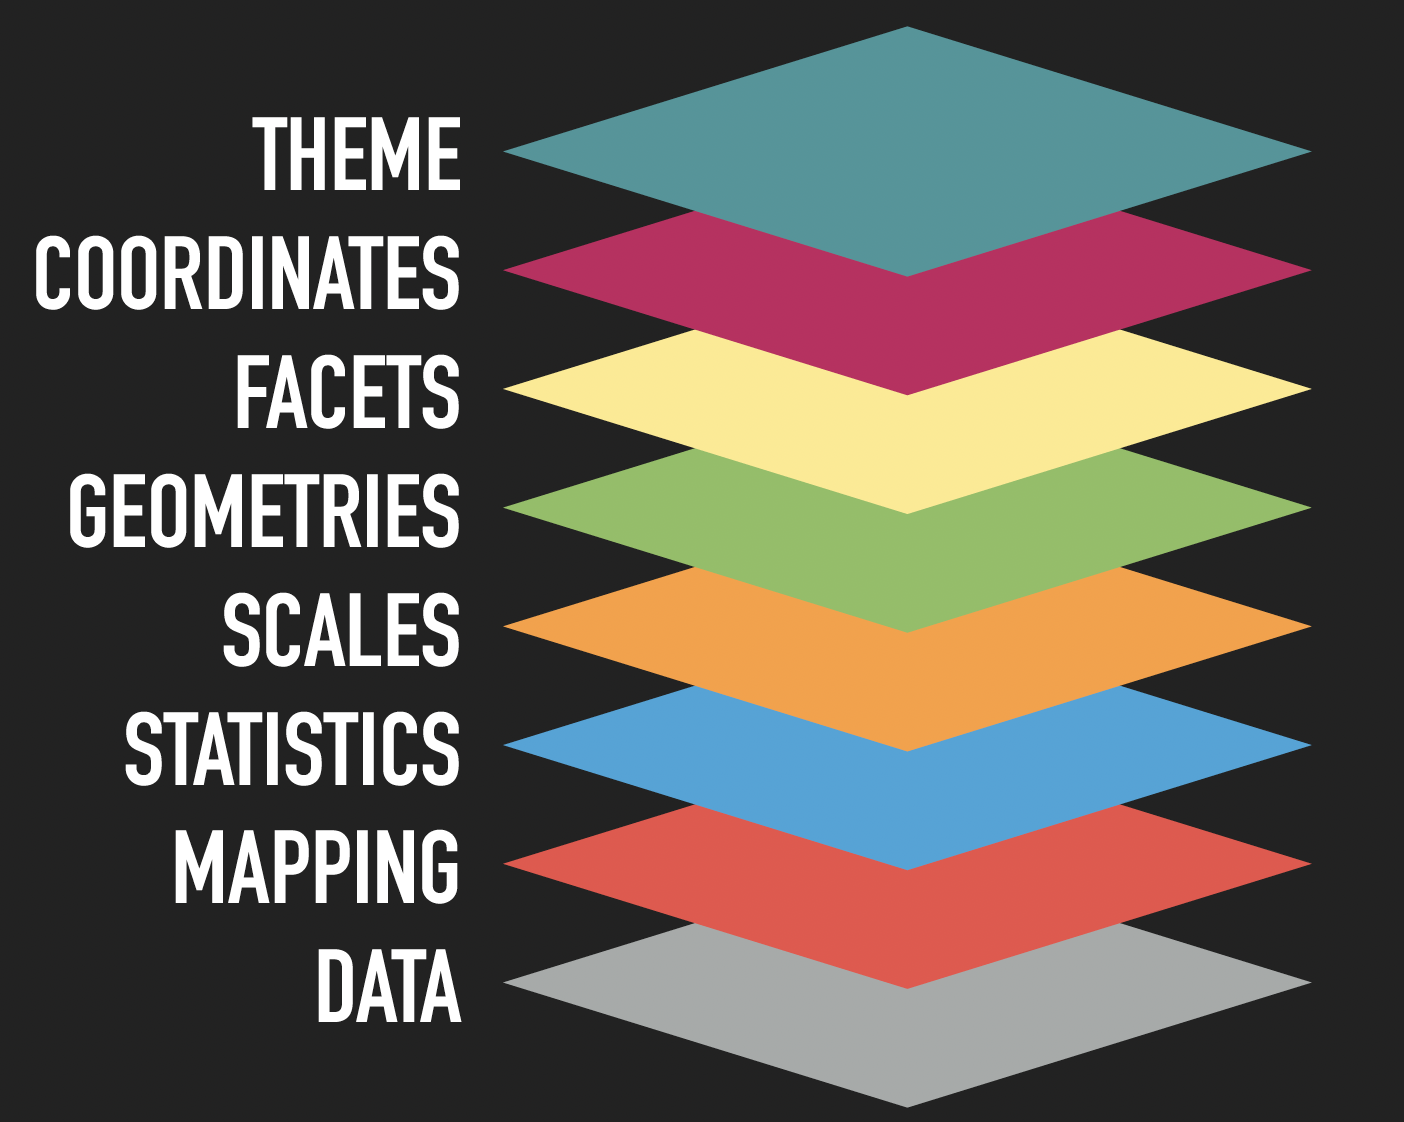 THEME
COORDINATES
FACETS
GEOMETRIES
SCALES
STATISTICS
MAPPING
DATA